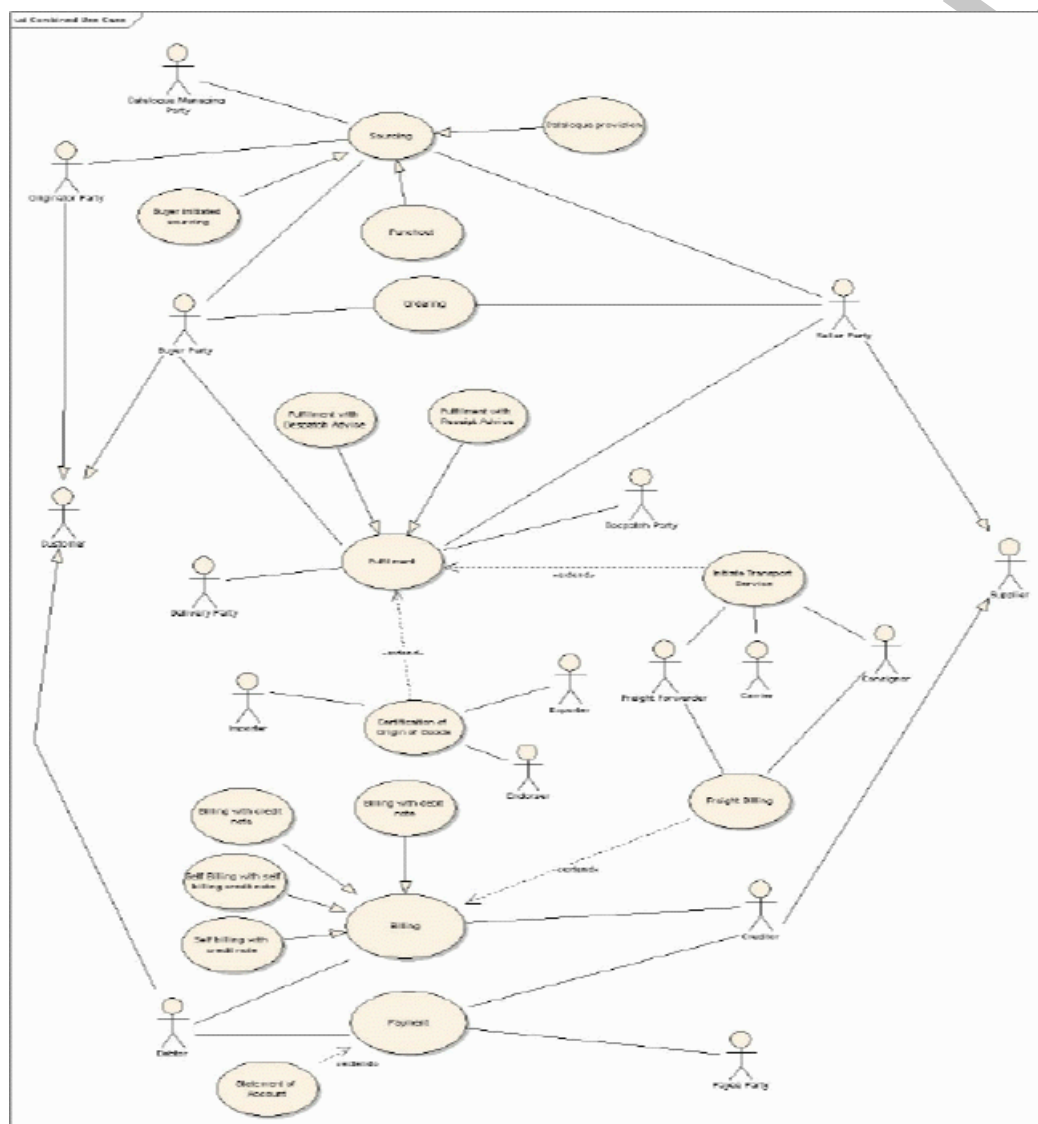 ud Combined Use Case
Catalogue Managing
Party
Sourcing
Catalogue provision
Originator Party
Buyer initiated
sourcing
Punchout
Ordering
Buyer Party
Seller Party
Fulfilment with
Despatch Advice
Fulfilment with
Receipt Advice
Customer
Despatch Party
Fulfilment
«extend»
Initiate Transport
Service
Supplier
Delivery Party
«extend»
Freight Forwarder
Carrier
Consignor
Importer
Exporter
Certification of
Origin of Goods
Endorser
Billing with credit
note
Billing with debit
note
Freight Billing
«extend»
Self Billing with self
billing credit note
Self billing with
credit note
Billing
Creditor
Payment
Debtor
«extend»
Statement of
Account
Payee Party